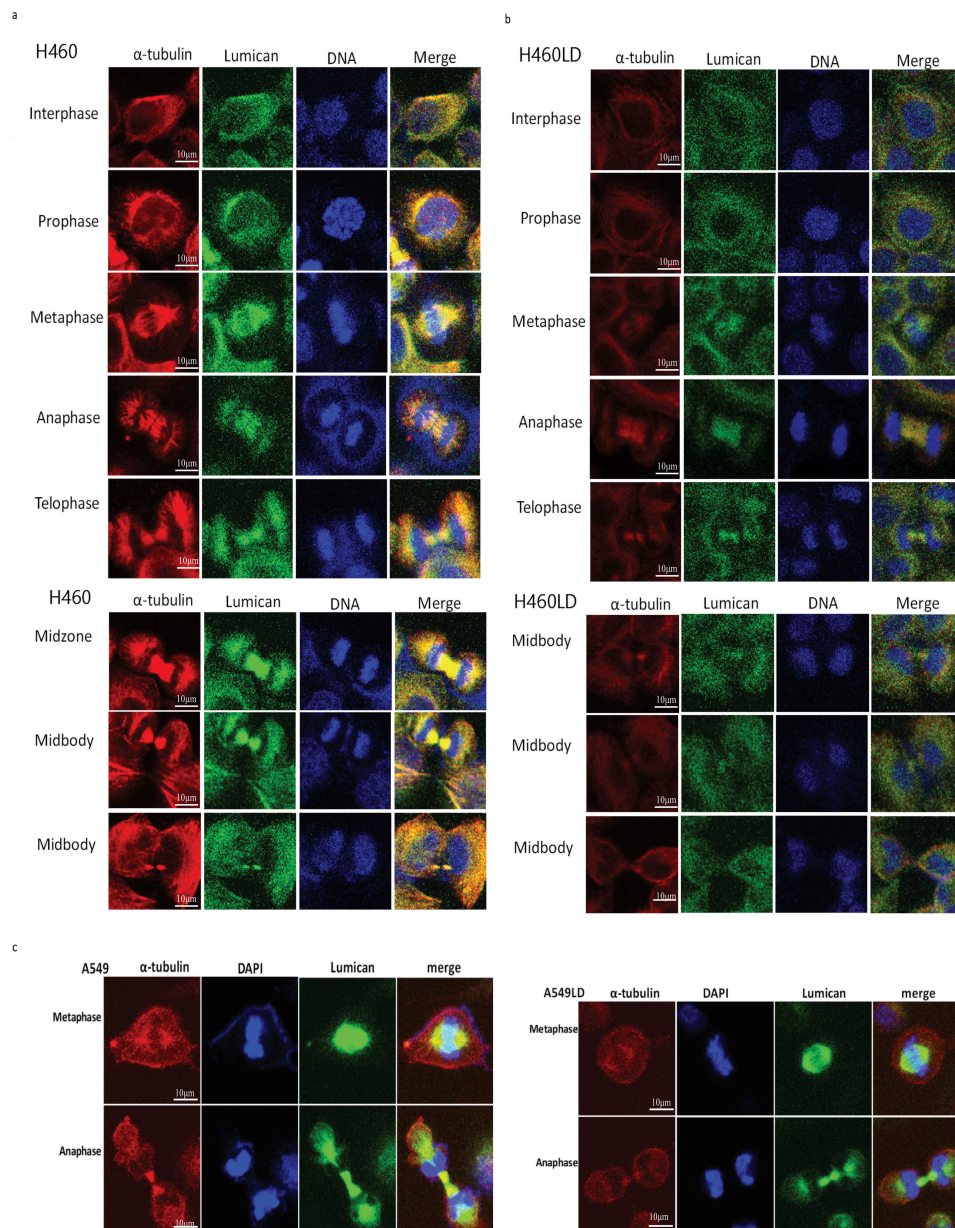 a
H460
α-tubulin Lumican DNA Merge
Interphase
10μm
Prophase
10μm
Metaphase
10μm
Anaphase
10μm
Telophase
10μm
H460
α-tubulin Lumican DNA Merge
Midzone
10μm
Midbody
10μm
Midbody
10μm
b
H460LD
α-tubulin Lumican DNA Merge
Interphase
10μm
Prophase
10μm
Metaphase
10μm
Anaphase
10μm
Telophase
10μm
H460LD
α-tubulin Lumican DNA Merge
Midbody
10μm
Midbody
10μm
Midbody
10μm
c
A549 α-tubulin DAPI Lumican merge
Metaphase
10μm
Anaphase
10μm
A549LD α-tubulin DAPI Lumican merge
Metaphase
10μm
Anaphase
10μm